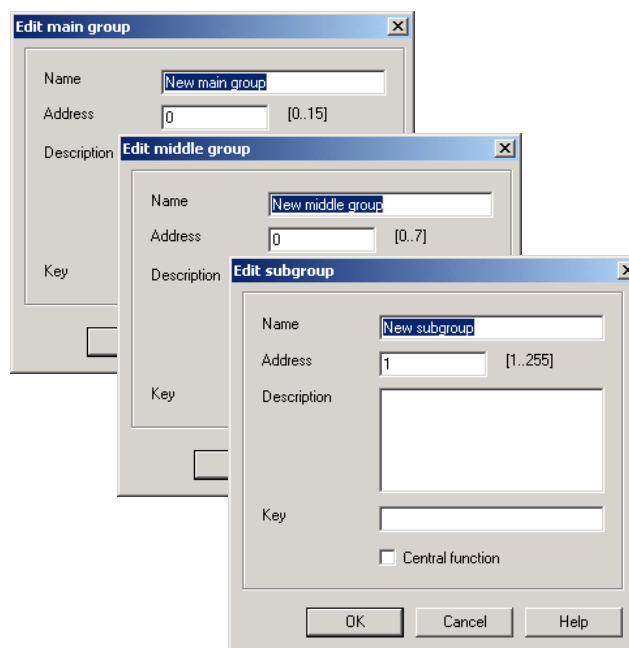 Edit main group
Name New main group
Address 0 [0..15]
Description
Key
Edit middle group
Name New middle group
Address 0 [0..7]
Description
Key
Edit subgroup
Name New subgroup
Address 1 [1..255]
Description
Key
Central function
OK Cancel Help